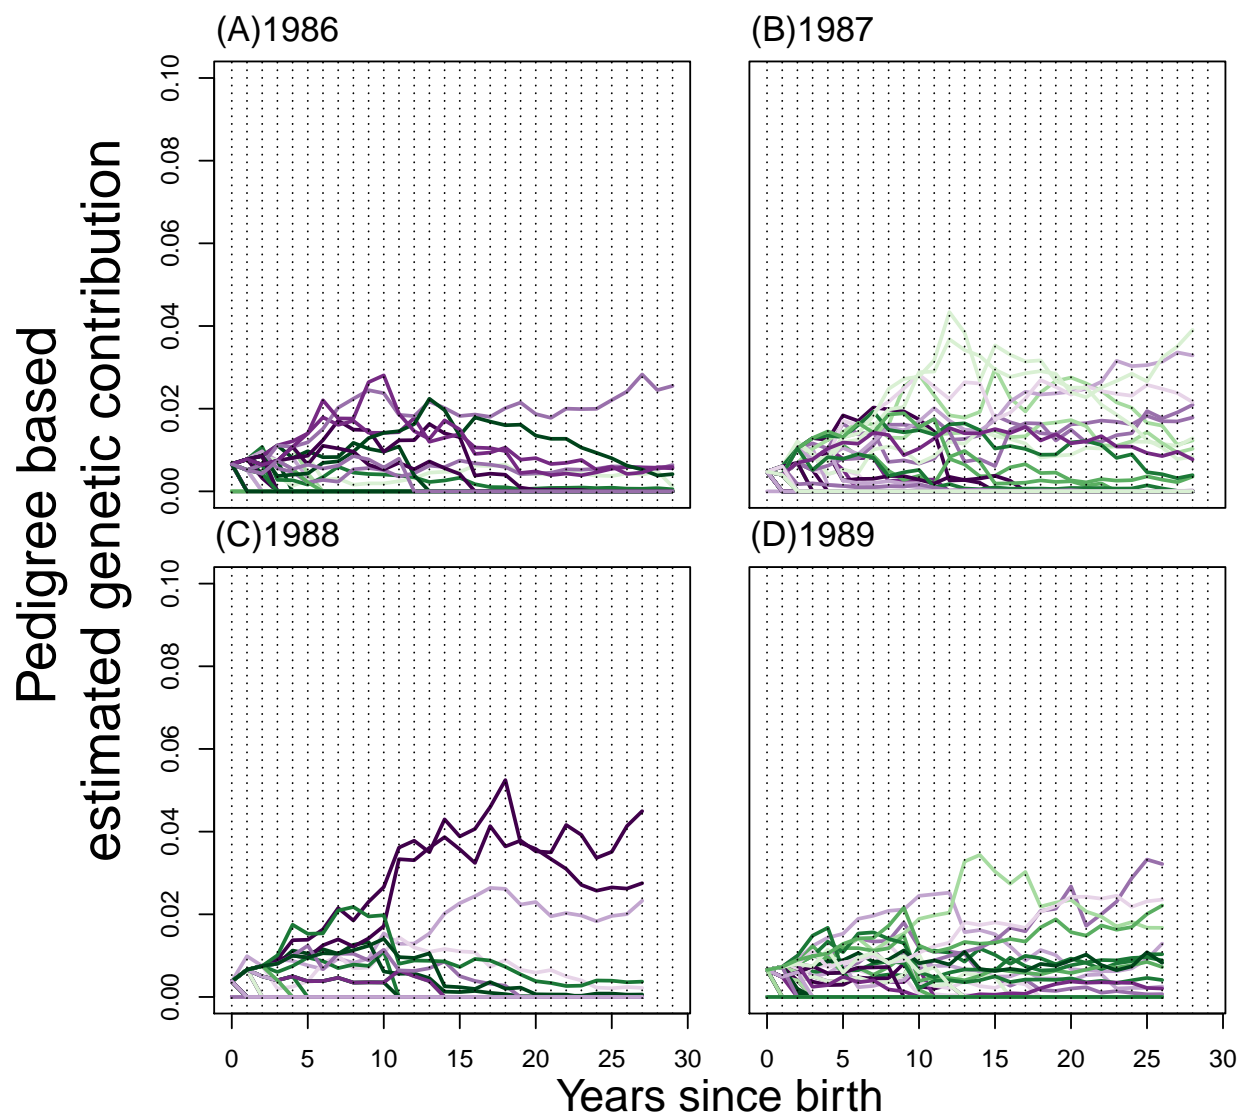 (A)1986
(B)1987
0.10
0.08
0.06
0.04
0.02
0.00
(C)1988
(D)1989
0.10
0.08
0.06
0.04
0.02
0.00
0 5 10 15 20 25 30
0 5 10 15 20 25 30
Pedigree based
estimated genetic contribution
Years since birth